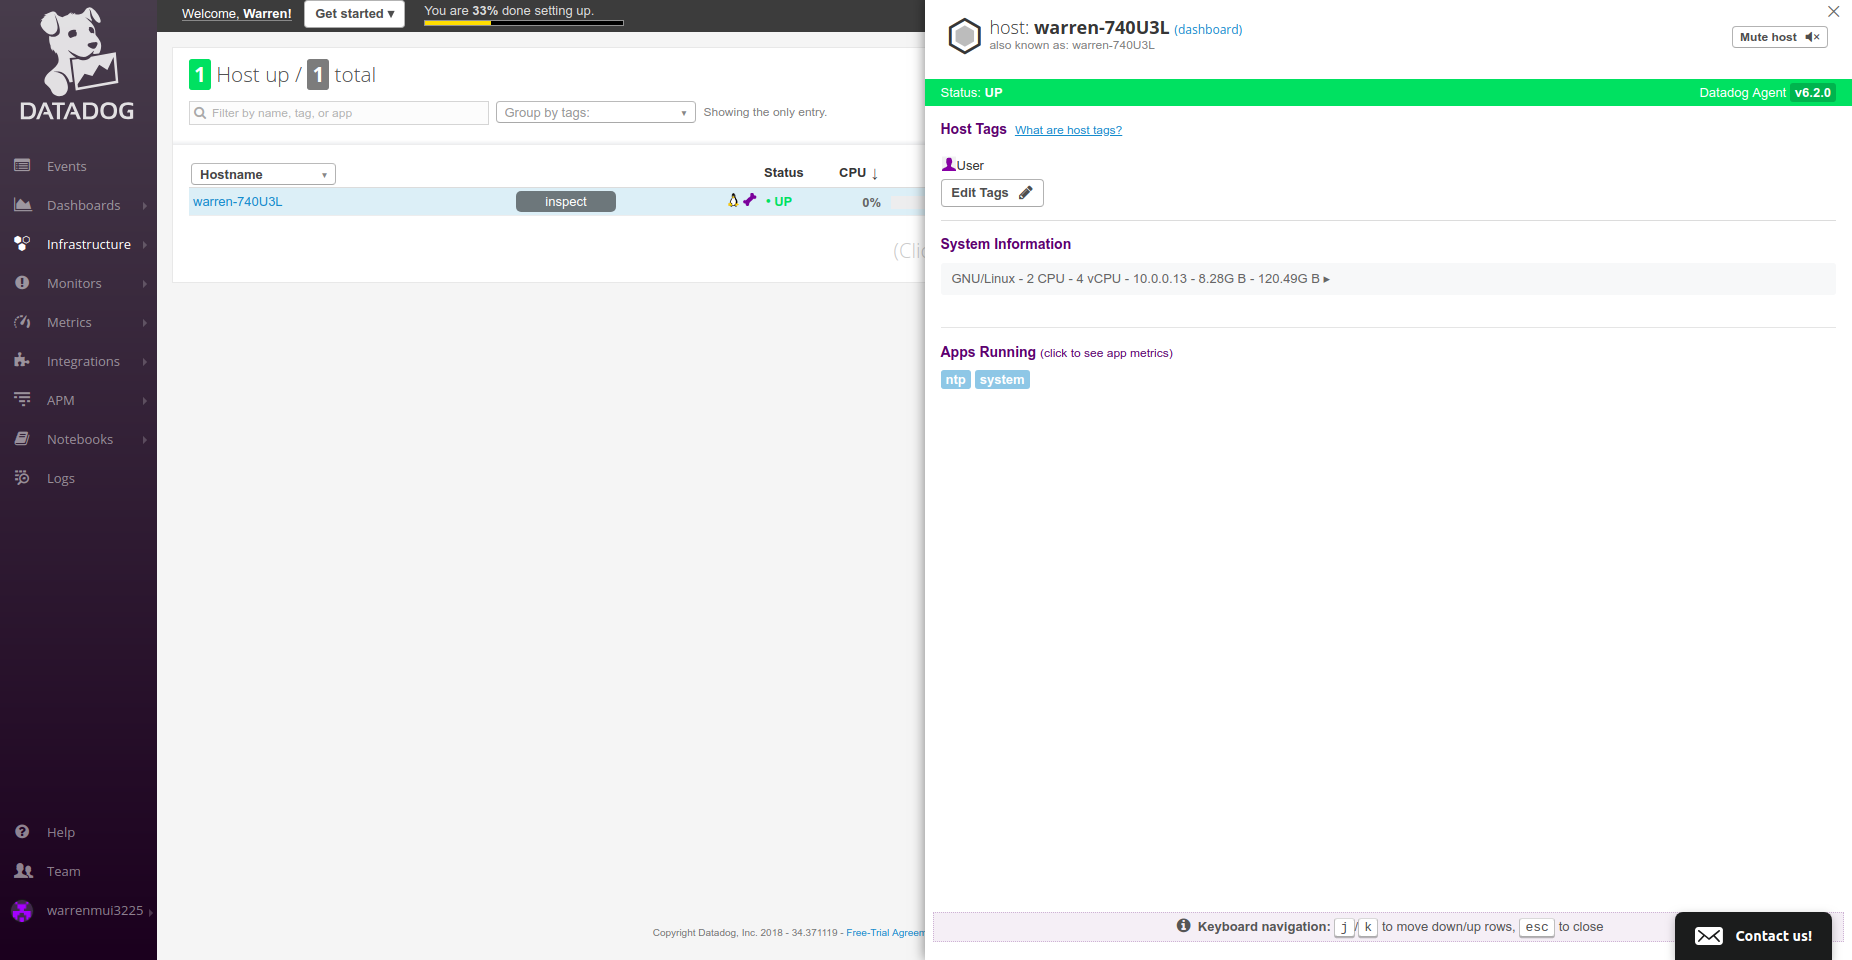 DATADOG
Events
Dashboards
Infrastructure
Monitors
Metrics
Integrations
APM
Notebooks
Logs
Help
Team
warrenmui3225
Welcome, Warren!
Get started ▾
You are 33% done setting up.
1 Host up / 1 total
Filter by name, tag, or app
Group by tags:
Showing the only entry.
Hostname
Status
CPU ↓
warren-740U3L
inspect
• UP
0%
(Clic
Copyright Datadog, Inc. 2018 - 34.371119 - Free-Trial Agreem
host: warren-740U3L (dashboard)
also known as: warren-740U3L
Mute host
Status: UP
Datadog Agent v6.2.0
Host Tags What are host tags?
User
Edit Tags
System Information
GNU/Linux - 2 CPU - 4 vCPU - 10.0.0.13 - 8.28G B - 120.49G B ▸
Apps Running (click to see app metrics)
ntp system
Keyboard navigation: j / k to move down/up rows, esc to close
Contact us!